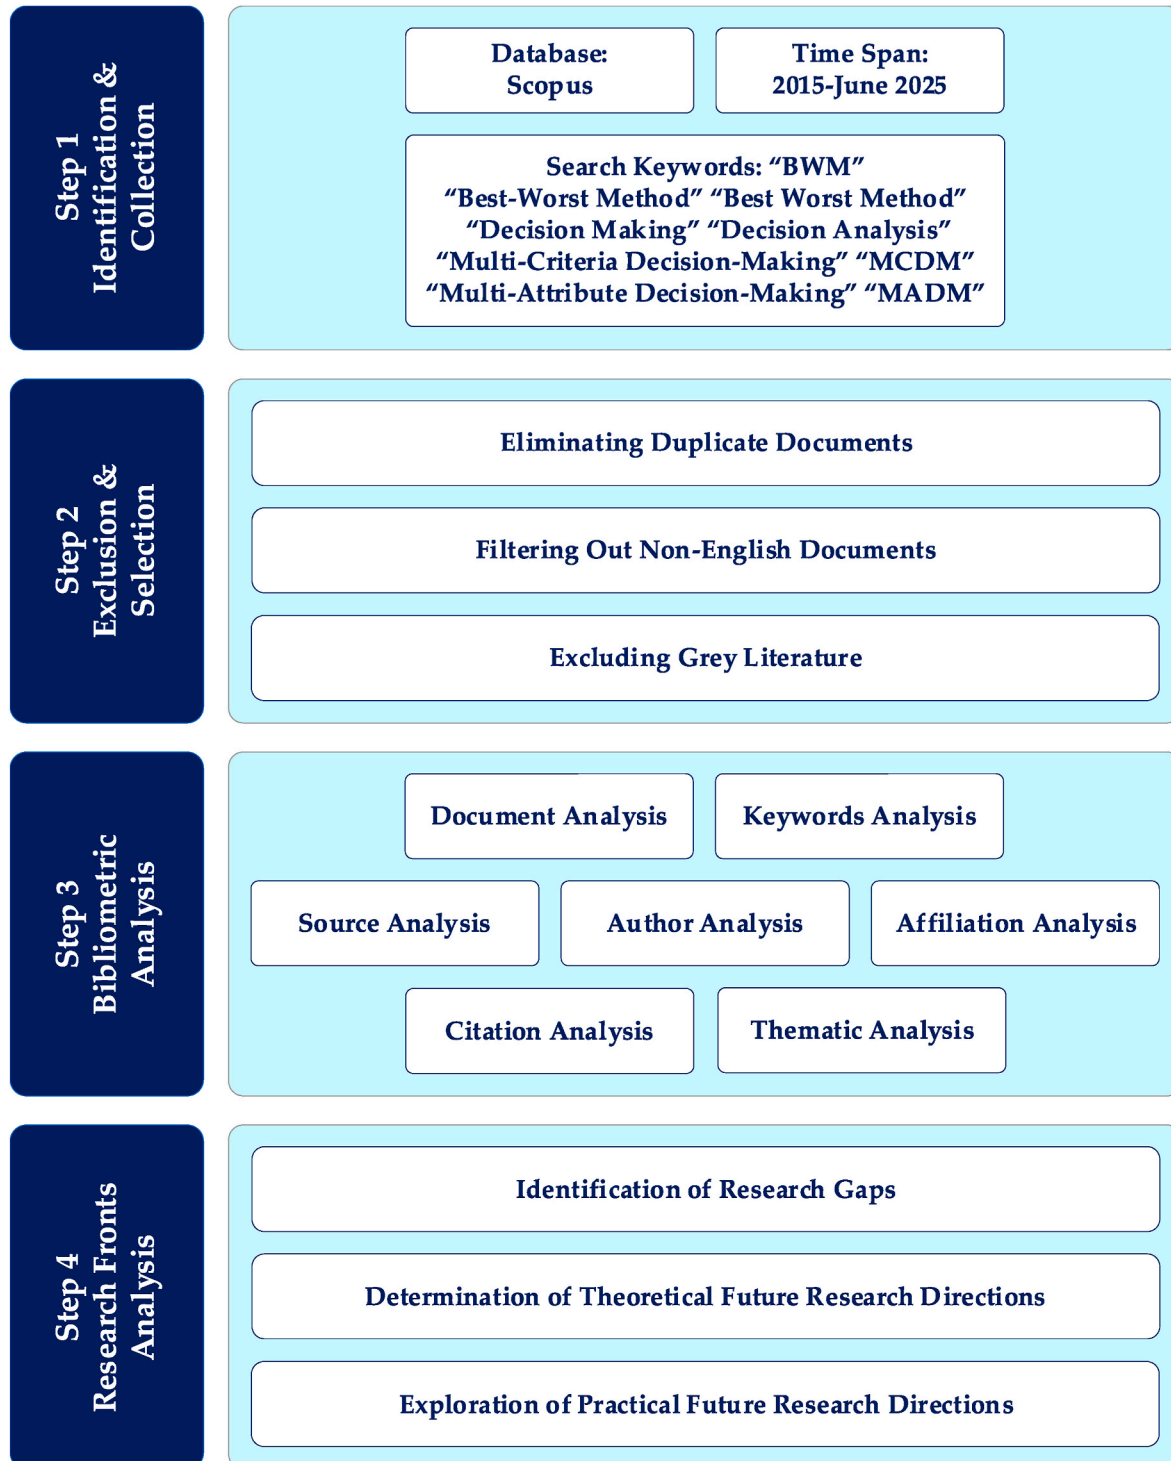 Step 1
Identification &
Collection
Database:
Scopus
Time Span:
2015-June 2025
Search Keywords: “BWM”
“Best-Worst Method” “Best Worst Method”
“Decision Making” “Decision Analysis”
“Multi-Criteria Decision-Making” “MCDM”
“Multi-Attribute Decision-Making” “MADM”
Step 2
Exclusion &
Selection
Eliminating Duplicate Documents
Filtering Out Non-English Documents
Excluding Grey Literature
Step 3
Bibliometric
Analysis
Document Analysis
Keywords Analysis
Source Analysis
Author Analysis
Affiliation Analysis
Citation Analysis
Thematic Analysis
Step 4
Research Fronts
Analysis
Identification of Research Gaps
Determination of Theoretical Future Research Directions
Exploration of Practical Future Research Directions